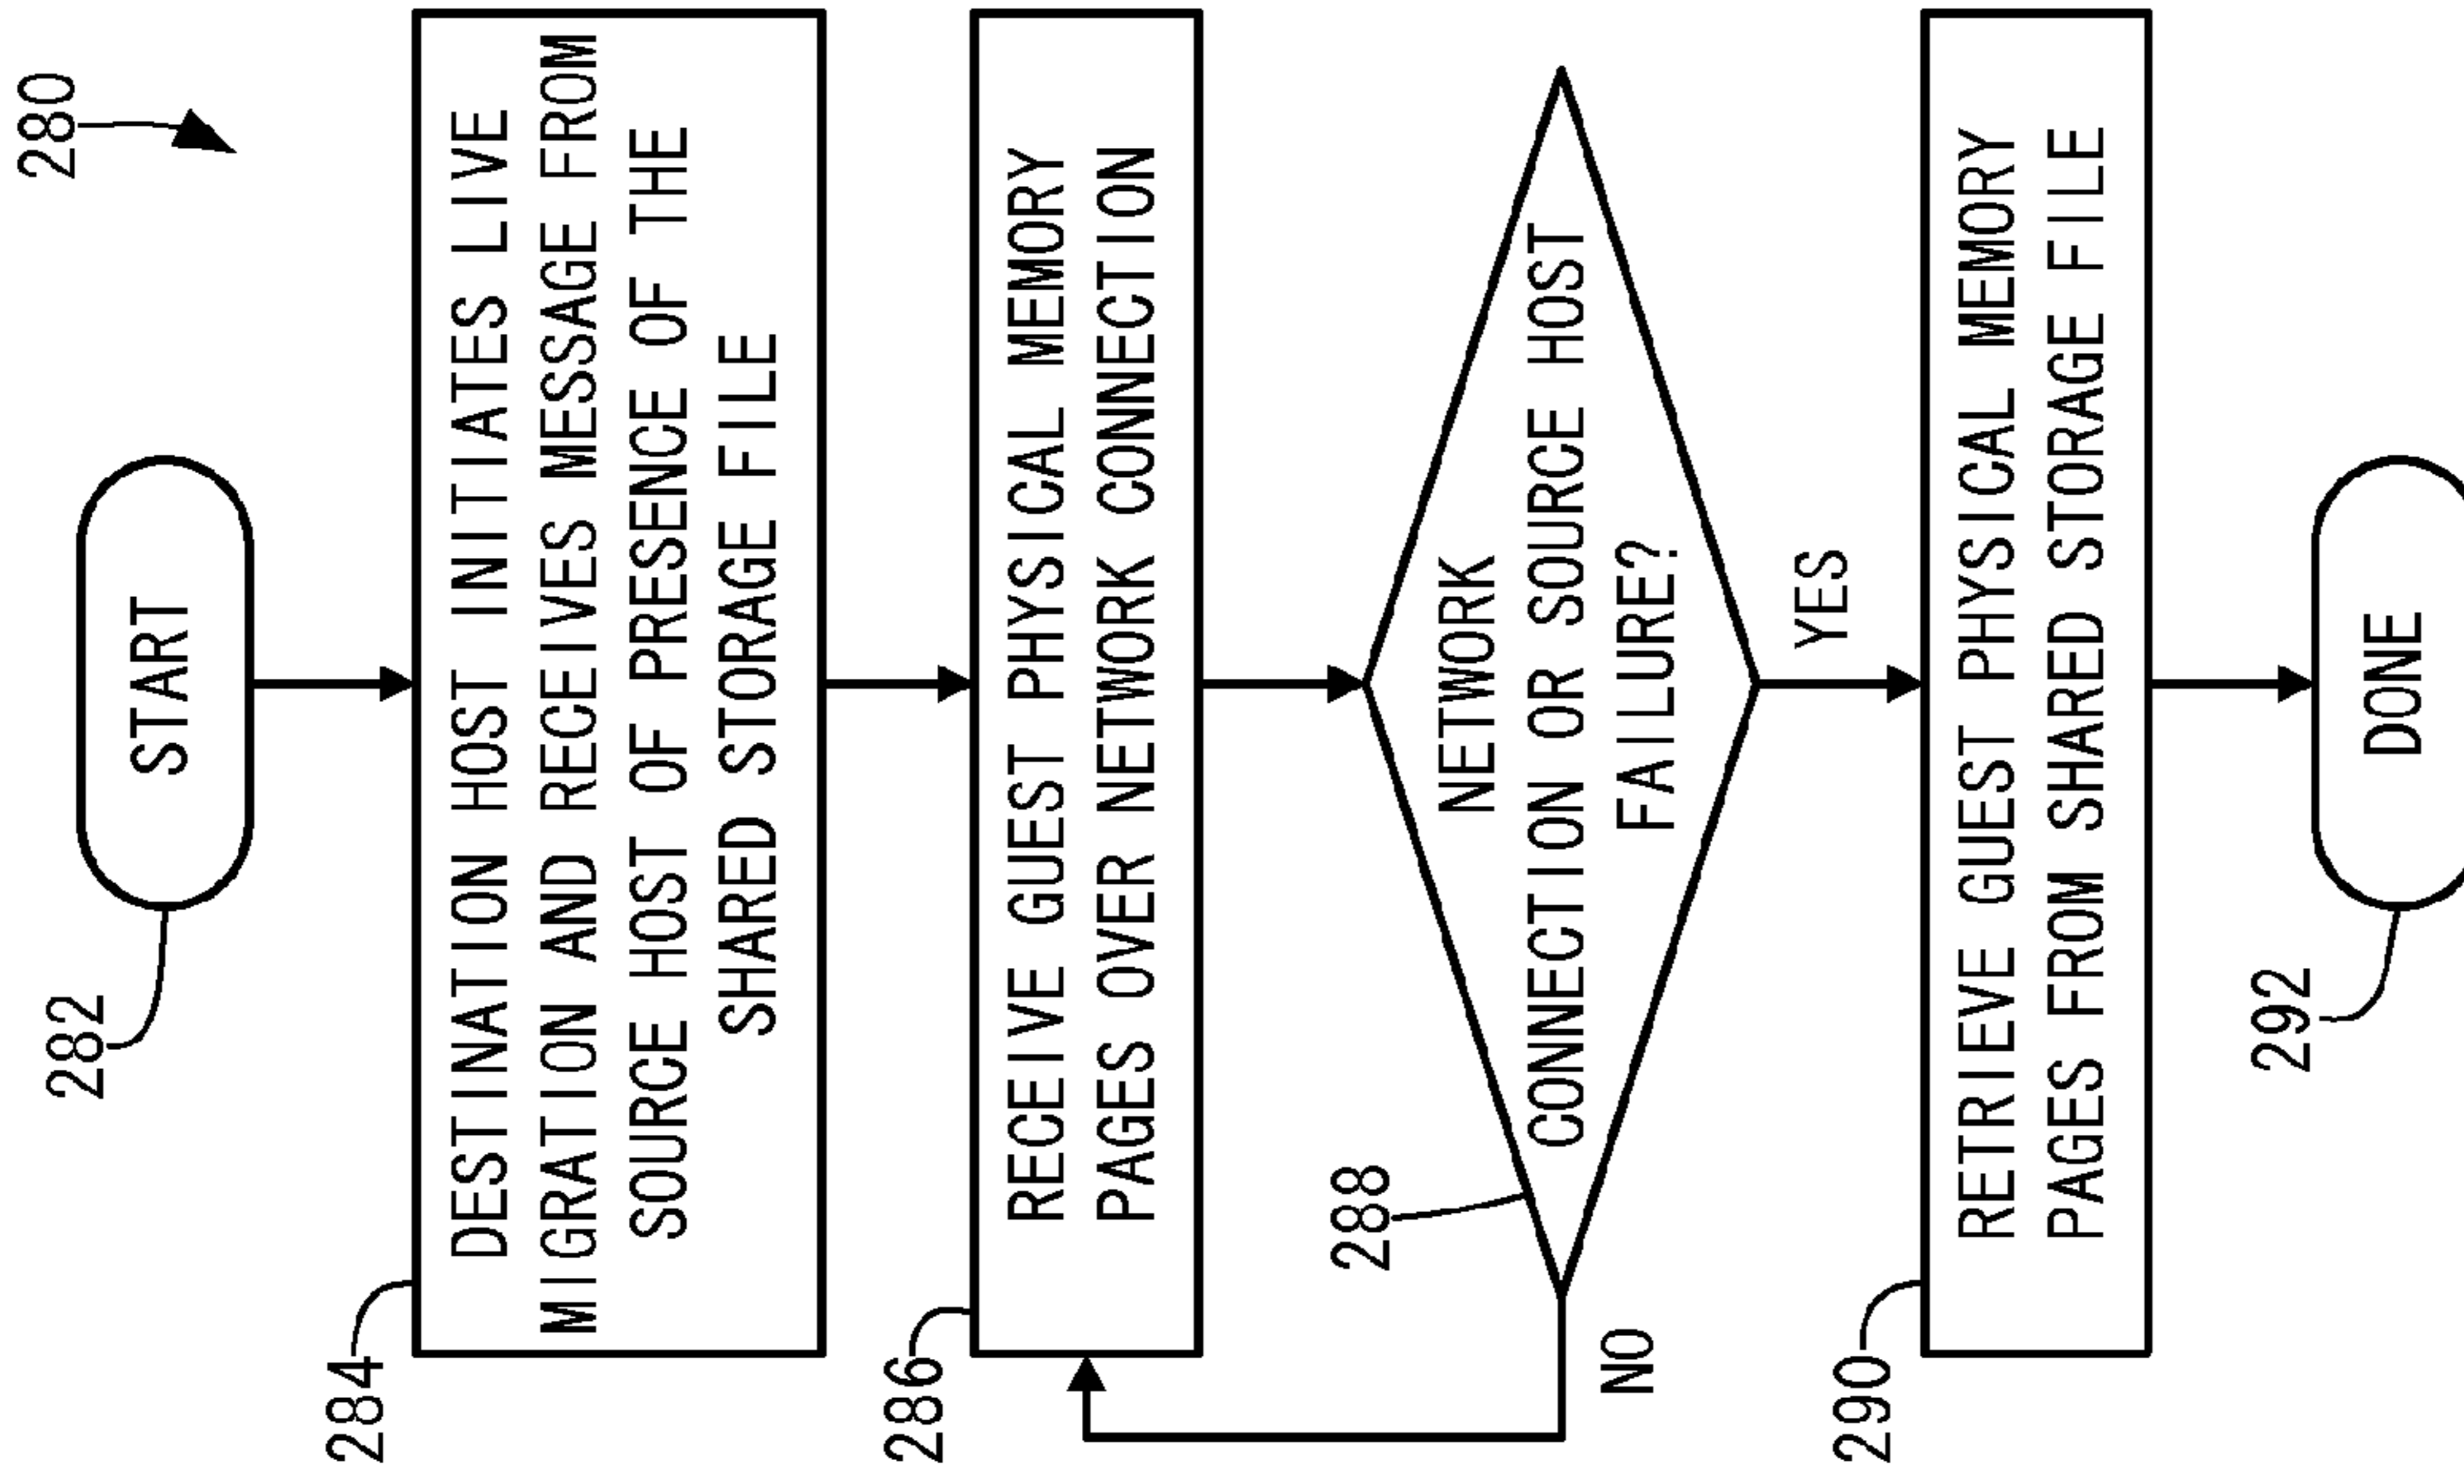 280
282
START
284
DESTINATION HOST INITIATES LIVE
MIGRATION AND RECEIVES MESSAGE FROM
SOURCE HOST OF PRESENCE OF THE
SHARED STORAGE FILE
286
RECEIVE GUEST PHYSICAL MEMORY
PAGES OVER NETWORK CONNECTION
288
NETWORK
CONNECTION OR SOURCE HOST
FAILURE?
NO
YES
290
RETRIEVE GUEST PHYSICAL MEMORY
PAGES FROM SHARED STORAGE FILE
292
DONE